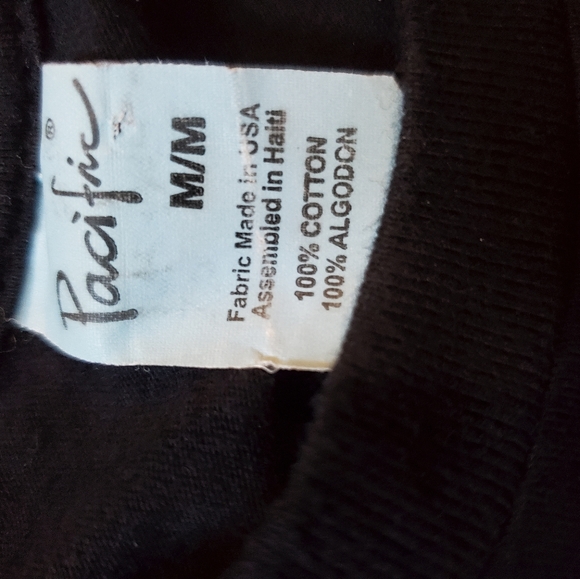 Pacific®
M/M
Fabric Made in USA
Assembled in Haiti
100% COTTON
100% ALGODON